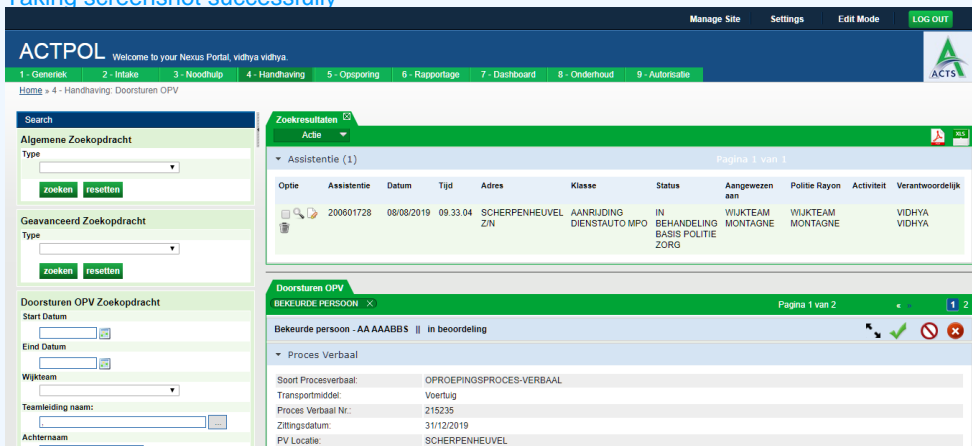 Taking screenshot successfully
Manage Site Settings Edit Mode LOG OUT
ACTPOL Welcome to your Nexus Portal, vidhya vidhya.
ACTS
1 - Generiek 2 - Intake 3 - Noodhulp 4 - Handhaving 5 - Opsporing 6 - Rapportage 7 - Dashboard 8 - Onderhoud 9 - Autorisatie
Home » 4 - Handhaving: Doorsturen OPV
Search
Algemene Zoekopdracht
Type
zoeken resetten
Geavanceerd Zoekopdracht
Type
zoeken resetten
Doorsturen OPV Zoekopdracht
Start Datum
Eind Datum
Wijkteam
Teamleiding naam:
, ...
Achternaam
Zoekresultaten
Actie
XLS
Assistentie (1) Pagina 1 van 1
Optie Assistentie Datum Tijd Adres Klasse Status Aangewezen aan Politie Rayon Activiteit Verantwoordelijk
200601728 08/08/2019 09.33.04 SCHERPENHEUVEL Z/N AANRIJDING DIENSTAUTO MPO IN BEHANDELING BASIS POLITIE ZORG WIJKTEAM MONTAGNE WIJKTEAM MONTAGNE VIDHYA VIDHYA
Doorsturen OPV
BEKEURDE PERSOON X Pagina 1 van 2 « 1 2
Bekeurde persoon - AA AAABBS || in beoordeling
Proces Verbaal
Soort Procesverbaal: OPROEPINGSPROCES-VERBAAL
Transportmiddel: Voertuig
Proces Verbaal Nr.: 215235
Zittingsdatum: 31/12/2019
PV Locatie: SCHERPENHEUVEL